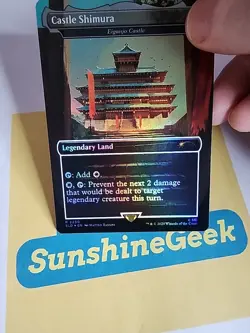 Castle Shimura
Eiganjo Castle
Legendary Land
: Add
, : Prevent the next 2 damage
that would be dealt to target
legendary creature this turn.
SunshineGeek